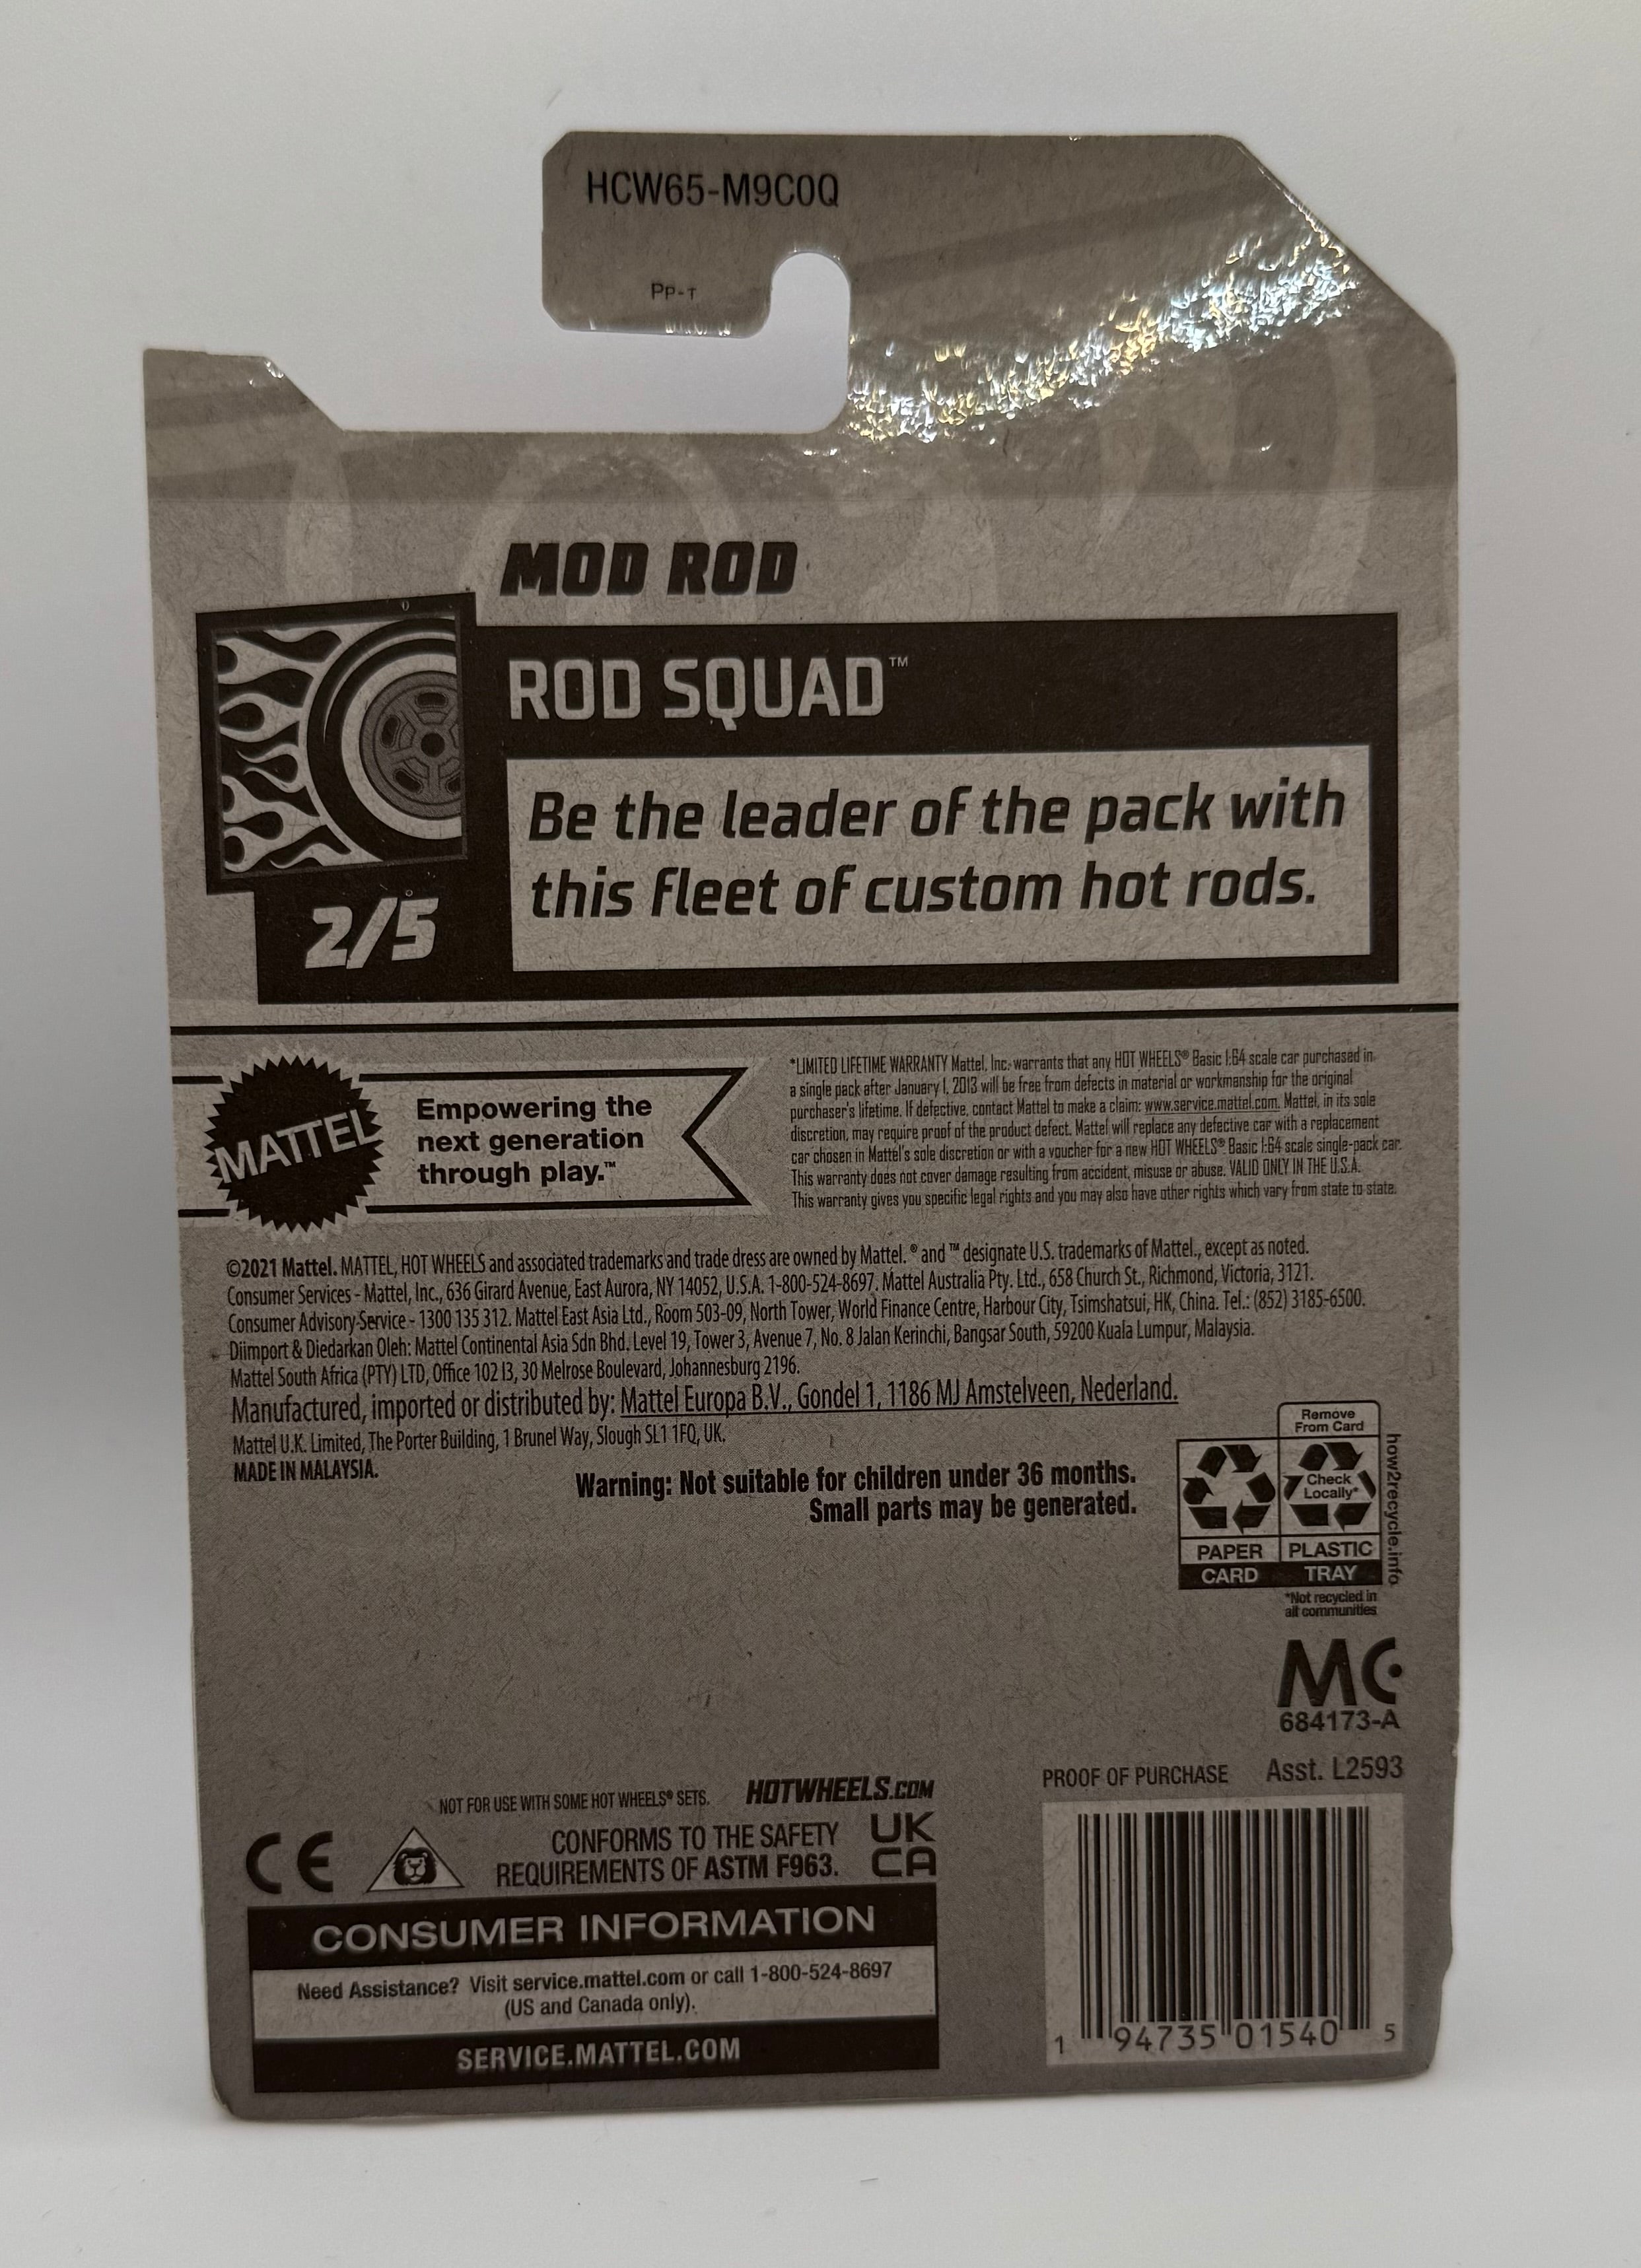 HCW65-M9C0Q
PP-T
MOD ROD
ROD SQUAD™
Be the leader of the pack with
this fleet of custom hot rods.
2/5
MATTEL
Empowering the
next generation
through play.™
*LIMITED LIFETIME WARRANTY Mattel, Inc. warrants that any HOT WHEELS® Basic 1:64 scale car purchased in
a single pack after January 1, 2013 will be free from defects in material or workmanship for the original
purchaser's lifetime. If defective, contact Mattel to make a claim: www.service.mattel.com. Mattel, in its sole
discretion, may require proof of the product defect. Mattel will replace any defective car with a replacement
car chosen in Mattel's sole discretion or with a voucher for a new HOT WHEELS® Basic 1:64 scale single-pack car.
This warranty does not cover damage resulting from accident, misuse or abuse. VALID ONLY IN THE U.S.A.
This warranty gives you specific legal rights and you may also have other rights which vary from state to state.
©2021 Mattel. MATTEL, HOT WHEELS and associated trademarks and trade dress are owned by Mattel. ® and ™ designate U.S. trademarks of Mattel., except as noted.
Consumer Services - Mattel, Inc., 636 Girard Avenue, East Aurora, NY 14052, U.S.A. 1-800-524-8697. Mattel Australia Pty. Ltd., 658 Church St., Richmond, Victoria, 3121.
Consumer Advisory Service - 1300 135 312. Mattel East Asia Ltd., Room 503-09, North Tower, World Finance Centre, Harbour City, Tsimshatsui, HK, China. Tel.: (852) 3185-6500.
Diimport & Diedarkan Oleh: Mattel Continental Asia Sdn Bhd. Level 19, Tower 3, Avenue 7, No. 8 Jalan Kerinchi, Bangsar South, 59200 Kuala Lumpur, Malaysia.
Mattel South Africa (PTY) LTD, Office 102 I3, 30 Melrose Boulevard, Johannesburg 2196.
Manufactured, imported or distributed by: Mattel Europa B.V., Gondel 1, 1186 MJ Amstelveen, Nederland.
Mattel U.K. Limited, The Porter Building, 1 Brunel Way, Slough SL1 1FQ, UK.
MADE IN MALAYSIA.
Warning: Not suitable for children under 36 months.
Small parts may be generated.
Remove
From Card
Check
Locally*
PAPER
PLASTIC
CARD
TRAY
*Not recycled in
all communities
how2recycle.info
MC
684173-A
PROOF OF PURCHASE
Asst. L2593
NOT FOR USE WITH SOME HOT WHEELS® SETS.
HOTWHEELS.COM
CE
CONFORMS TO THE SAFETY
REQUIREMENTS OF ASTM F963.
UK
CA
CONSUMER INFORMATION
Need Assistance? Visit service.mattel.com or call 1-800-524-8697
(US and Canada only).
SERVICE.MATTEL.COM
1 94735 01540 5